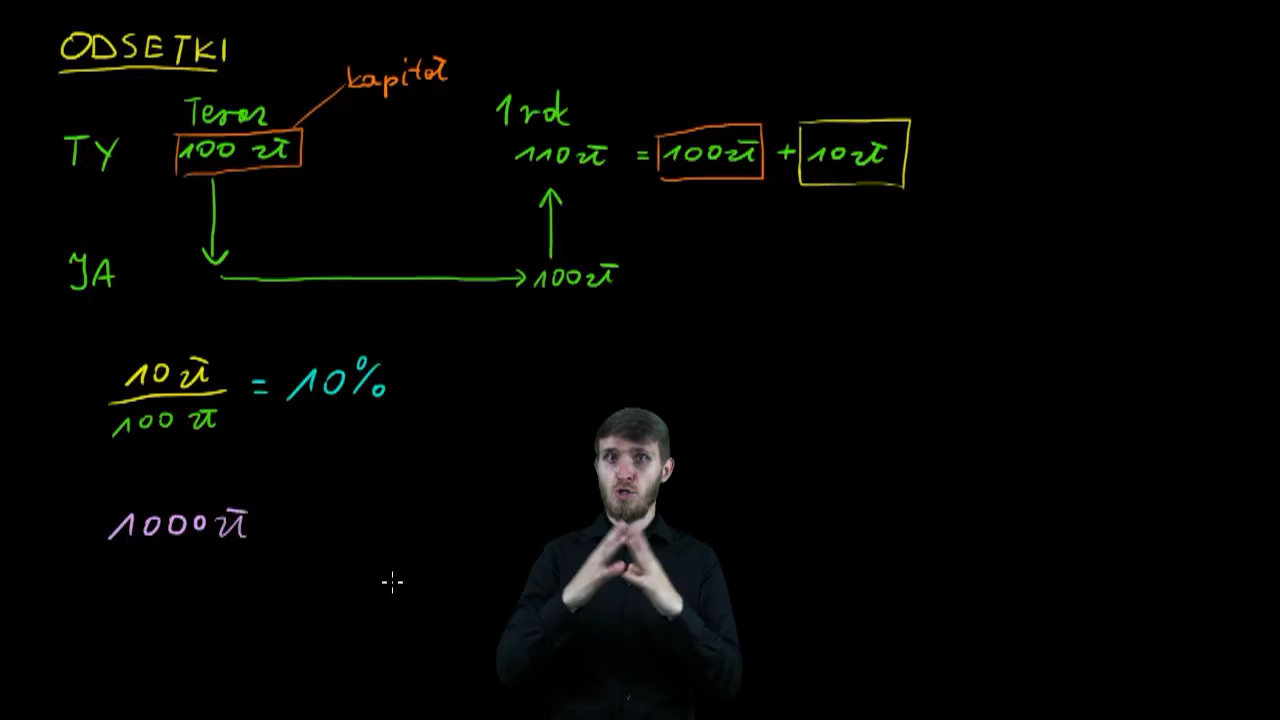 ODSETKI
kapitał
Teraz 1 rok
TY 100 zł 110 zł = 100 zł + 10 zł
JA 100 zł
10 zł
= 10%
100 zł
1000 zł